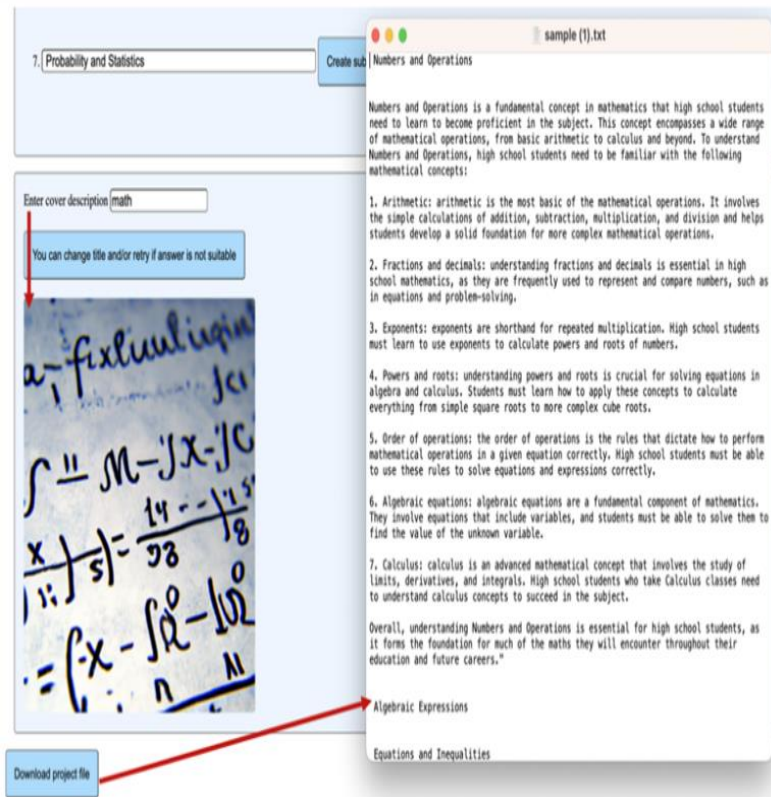 7. Probability and Statistics
Create sub
Enter cover description math
You can change title and/or retry if answer is not suitable
Download project file
sample (1).txt
Numbers and Operations
Numbers and Operations is a fundamental concept in mathematics that high school students
need to learn to become proficient in the subject. This concept encompasses a wide range
of mathematical operations, from basic arithmetic to calculus and beyond. To understand
Numbers and Operations, high school students need to be familiar with the following
mathematical concepts:
1. Arithmetic: arithmetic is the most basic of the mathematical operations. It involves
the simple calculations of addition, subtraction, multiplication, and division and helps
students develop a solid foundation for more complex mathematical operations.
2. Fractions and decimals: understanding fractions and decimals is essential in high
school mathematics, as they are frequently used to represent and compare numbers, such as
in equations and problem-solving.
3. Exponents: exponents are shorthand for repeated multiplication. High school students
must learn to use exponents to calculate powers and roots of numbers.
4. Powers and roots: understanding powers and roots is crucial for solving equations in
algebra and calculus. Students must learn how to apply these concepts to calculate
everything from simple square roots to more complex cube roots.
5. Order of operations: the order of operations is the rules that dictate how to perform
mathematical operations in a given equation correctly. High school students must be able
to use these rules to solve equations and expressions correctly.
6. Algebraic equations: algebraic equations are a fundamental component of mathematics.
They involve equations that include variables, and students must be able to solve them to
find the value of the unknown variable.
7. Calculus: calculus is an advanced mathematical concept that involves the study of
limits, derivatives, and integrals. High school students who take Calculus classes need
to understand calculus concepts to succeed in the subject.
Overall, understanding Numbers and Operations is essential for high school students, as
it forms the foundation for much of the maths they will encounter throughout their
education and future careers."
Algebraic Expressions
Equations and Inequalities